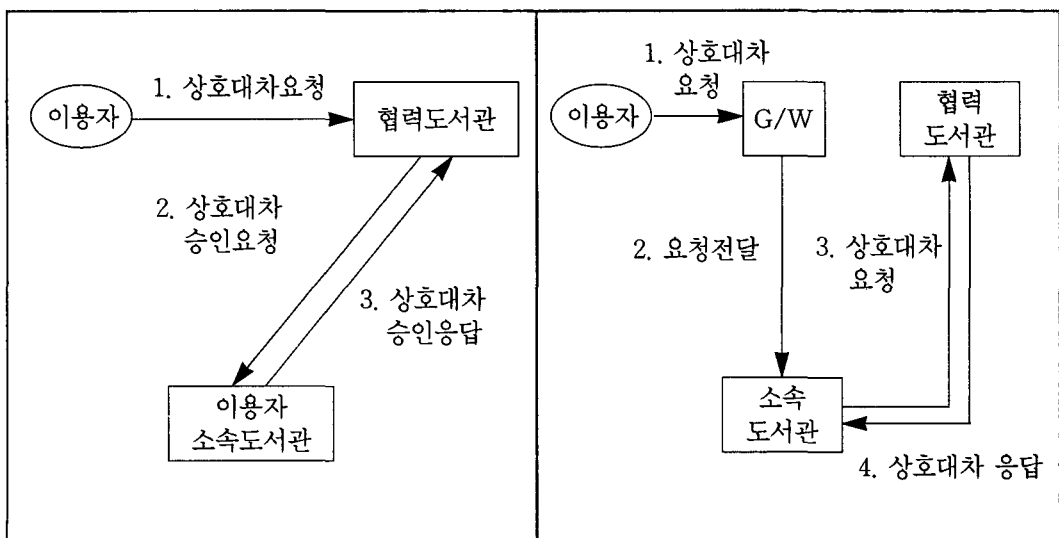 1. 상호대차요청
이용자
협력도서관
2. 상호대차
승인요청
3. 상호대차
승인응답
이용자
소속도서관
1. 상호대차
요청
이용자
G/W
협력
도서관
2. 요청전달
3. 상호대차
요청
소속
도서관
4. 상호대차 응답